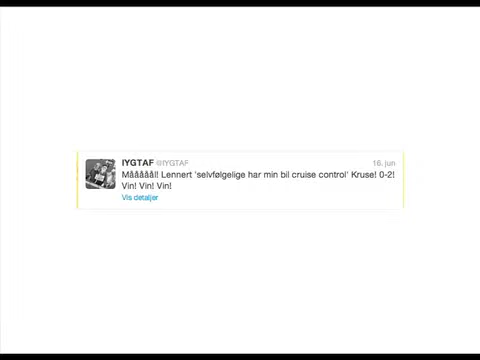 IYGTAF @IYGTAF 16. jun
Måååååål! Lennert 'selvfølgelige har min bil cruise control' Kruse! 0-2!
Vin! Vin! Vin!
Vis detaljer